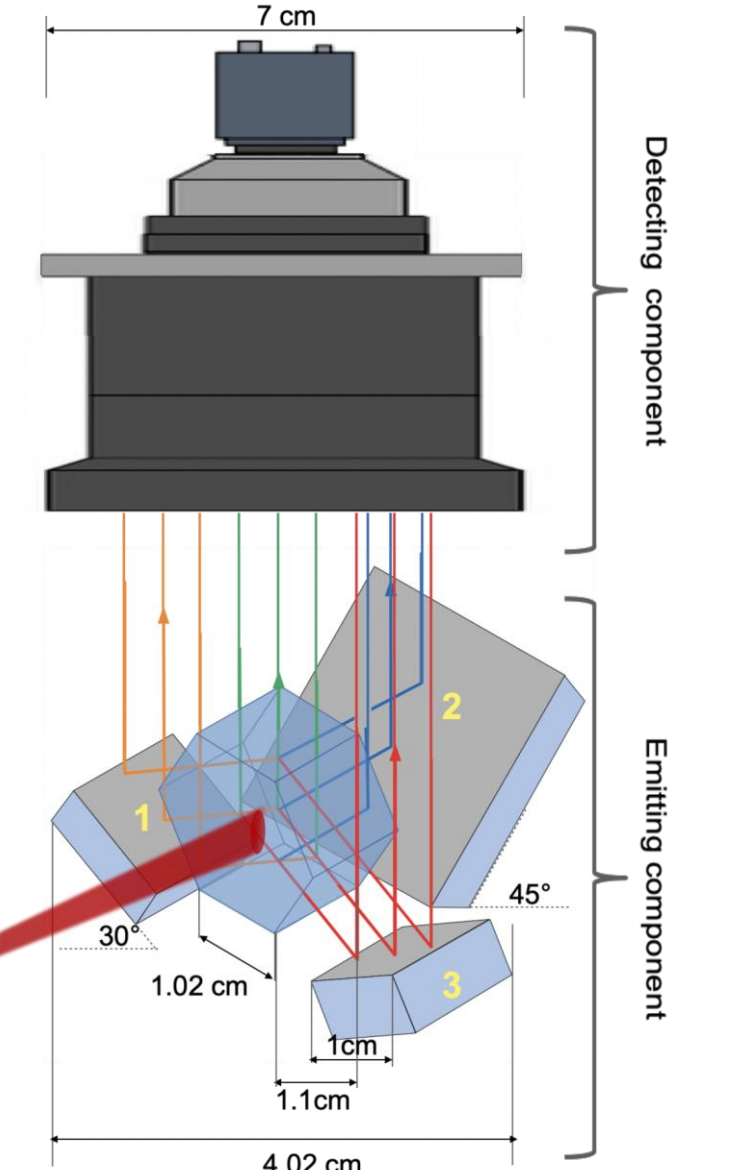 7 cm
Detecting component
2
1
45°
30°
1.02 cm
3
1cm
1.1cm
4.02 cm
Emitting component